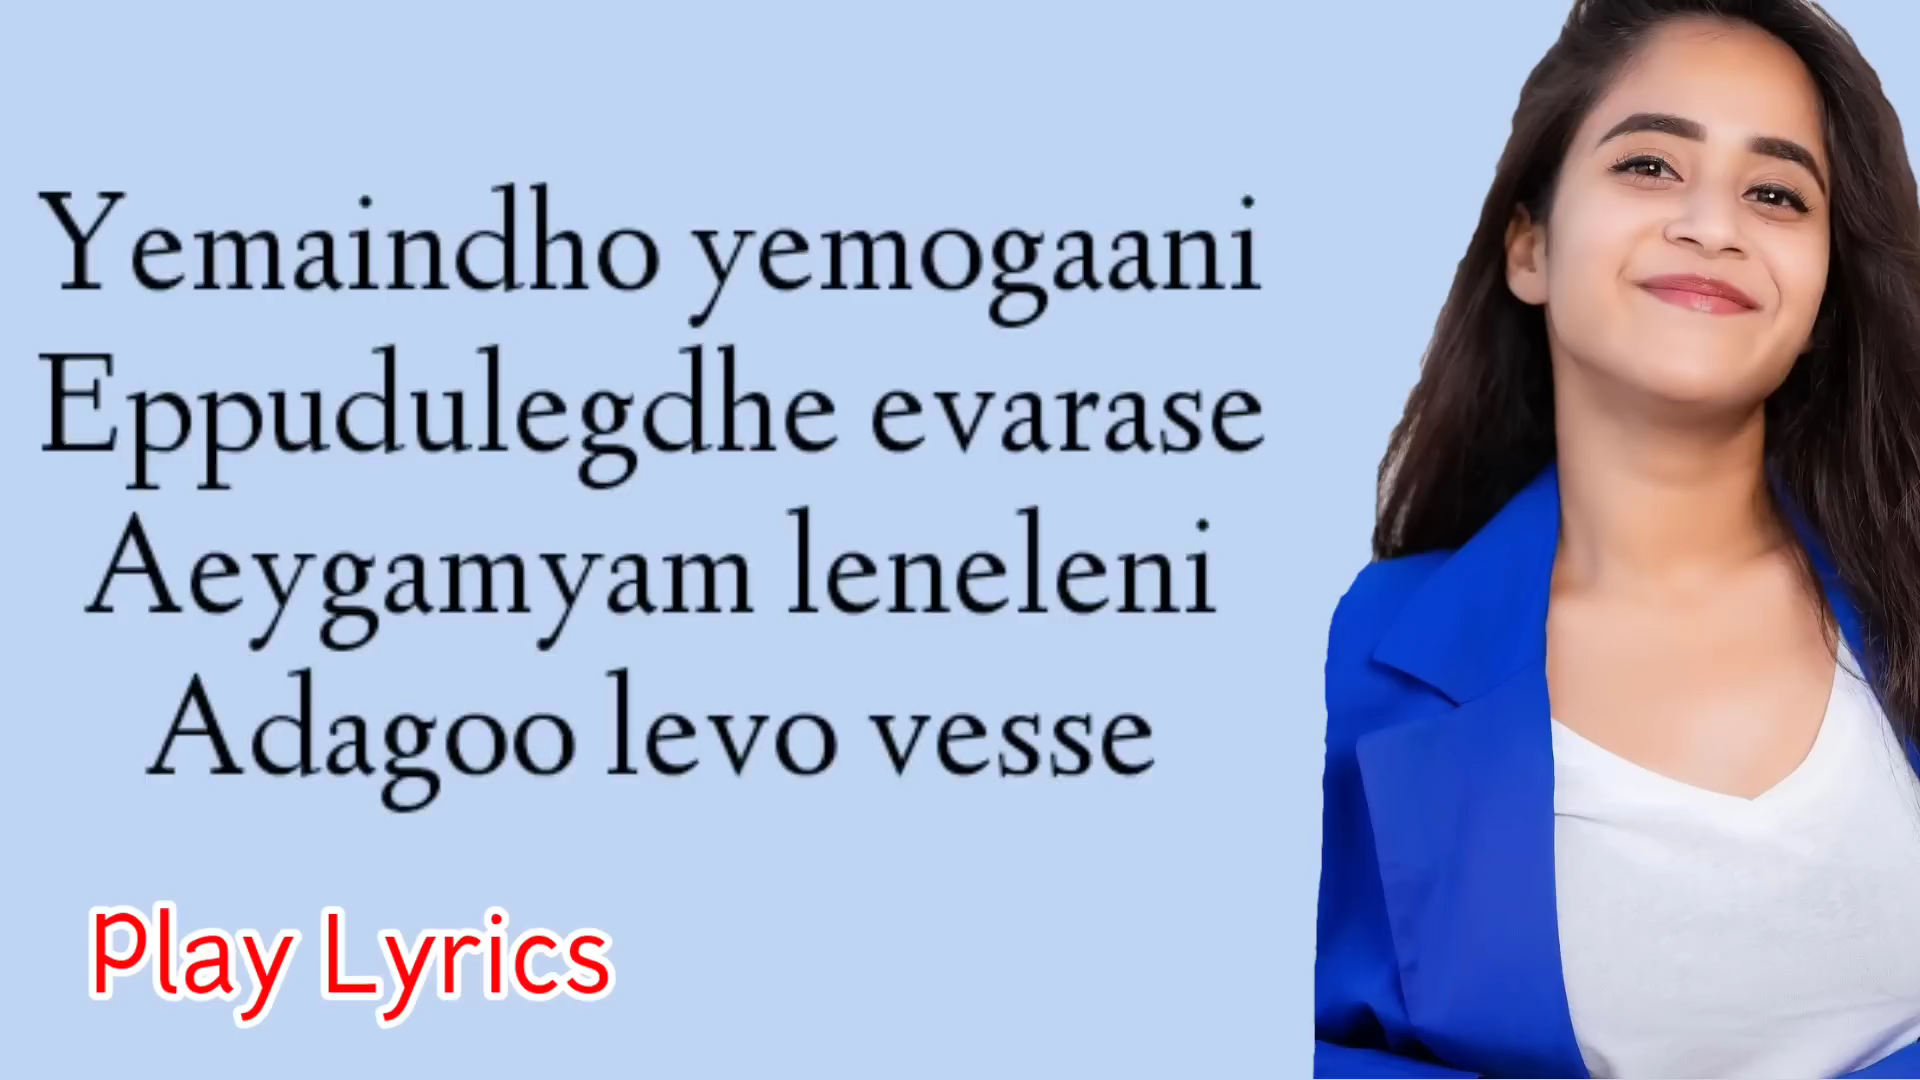 Yemaindho yemogaani
Eppudulegdhe evarase
Aeygamyam leneleni
Adagoo levo vesse
Play Lyrics